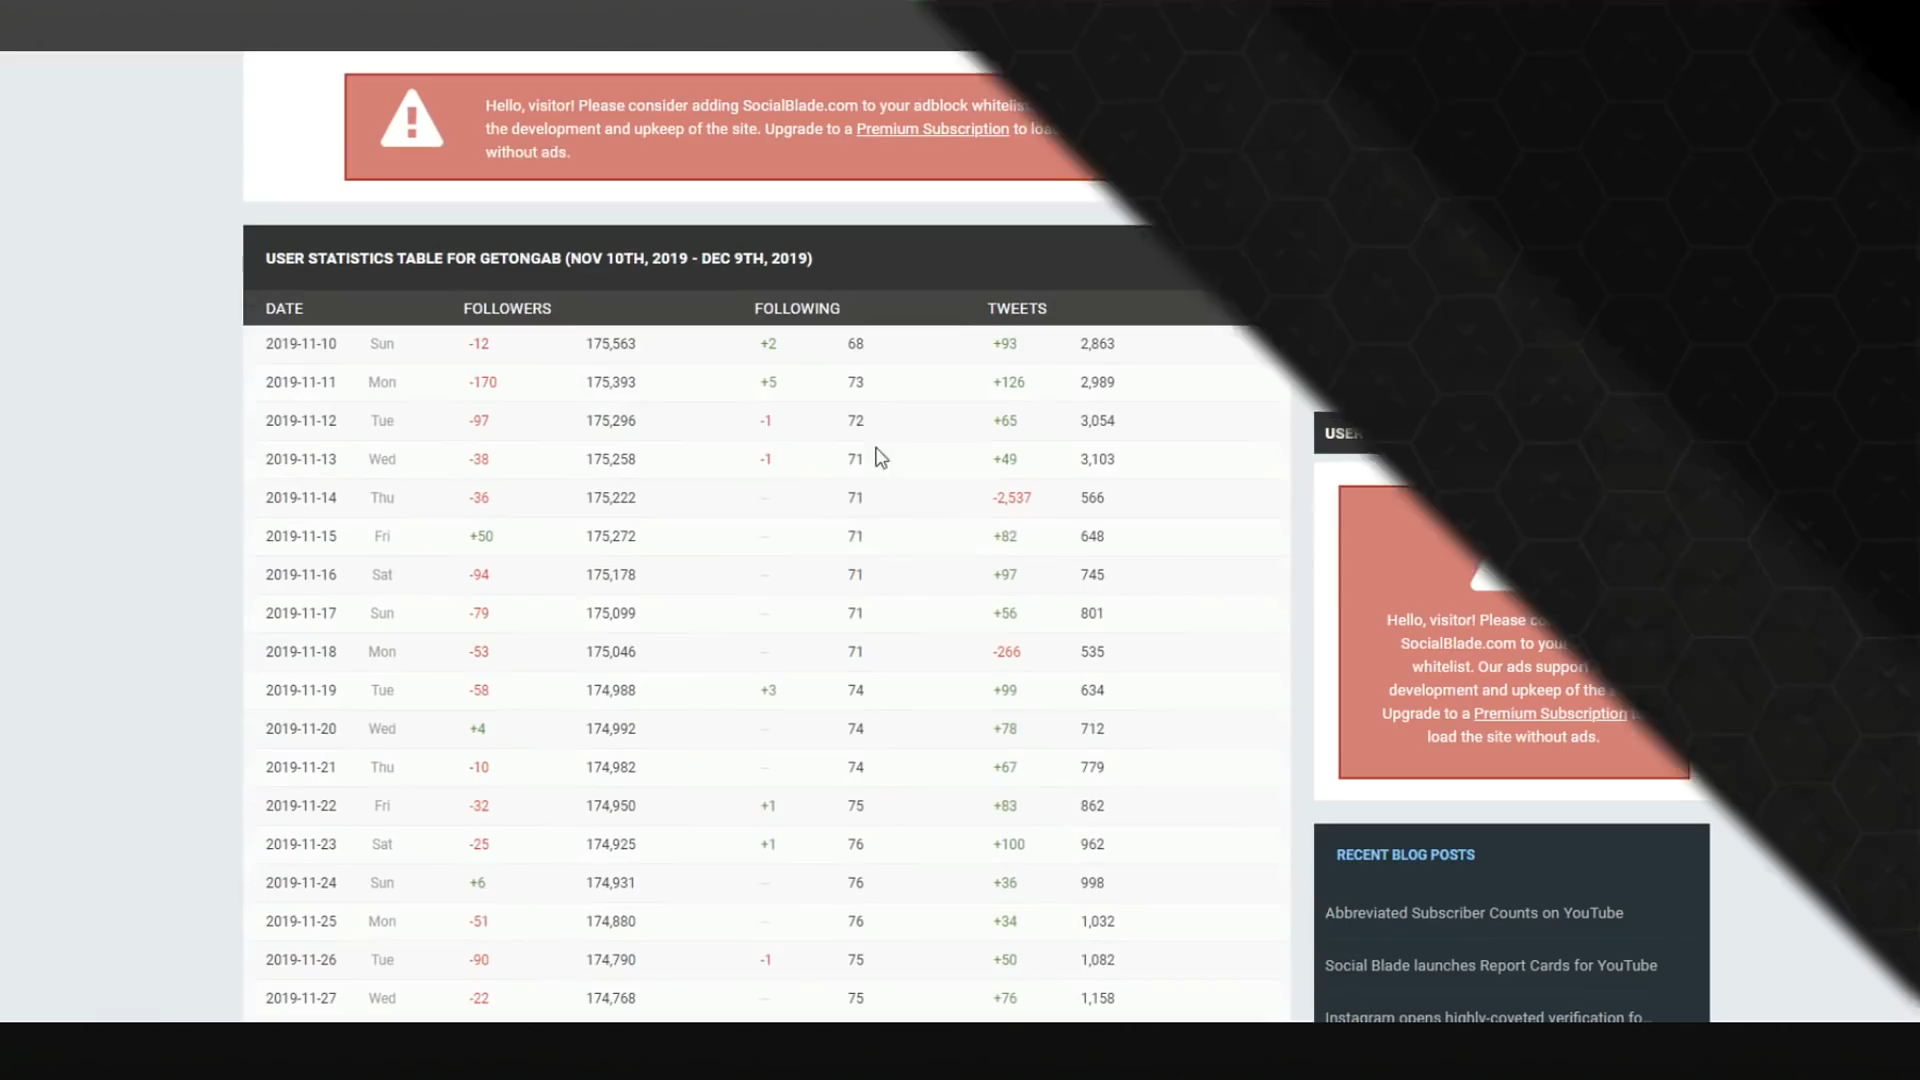 Hello, visitor! Please consider adding SocialBlade.com to your adblock whitelist
the development and upkeep of the site. Upgrade to a Premium Subscription to
without ads.
USER STATISTICS TABLE FOR GETONGAB (NOV 10TH, 2019 - DEC 9TH, 2019)
DATE FOLLOWERS FOLLOWING TWEETS
2019-11-10 Sun -12 175,563 +2 68 +93 2,863
2019-11-11 Mon -170 175,393 +5 73 +126 2,989
2019-11-12 Tue -97 175,296 -1 72 +65 3,054
2019-11-13 Wed -38 175,258 -1 71 +49 3,103
2019-11-14 Thu -36 175,222 -- 71 -2,537 566
2019-11-15 Fri +50 175,272 -- 71 +82 648
2019-11-16 Sat -94 175,178 -- 71 +97 745
2019-11-17 Sun -79 175,099 -- 71 +56 801
2019-11-18 Mon -53 175,046 -- 71 -266 535
2019-11-19 Tue -58 174,988 +3 74 +99 634
2019-11-20 Wed +4 174,992 -- 74 +78 712
2019-11-21 Thu -10 174,982 -- 74 +67 779
2019-11-22 Fri -32 174,950 +1 75 +83 862
2019-11-23 Sat -25 174,925 +1 76 +100 962
2019-11-24 Sun +6 174,931 -- 76 +36 998
2019-11-25 Mon -51 174,880 -- 76 +34 1,032
2019-11-26 Tue -90 174,790 -1 75 +50 1,082
2019-11-27 Wed -22 174,768 -- 75 +76 1,158
USER
Hello, visitor! Please
SocialBlade.com to your
whitelist. Our ads support
development and upkeep of the
Upgrade to a Premium Subscription
load the site without ads.
RECENT BLOG POSTS
Abbreviated Subscriber Counts on YouTube
Social Blade launches Report Cards for YouTube
Instagram opens highly-coveted verification fo...